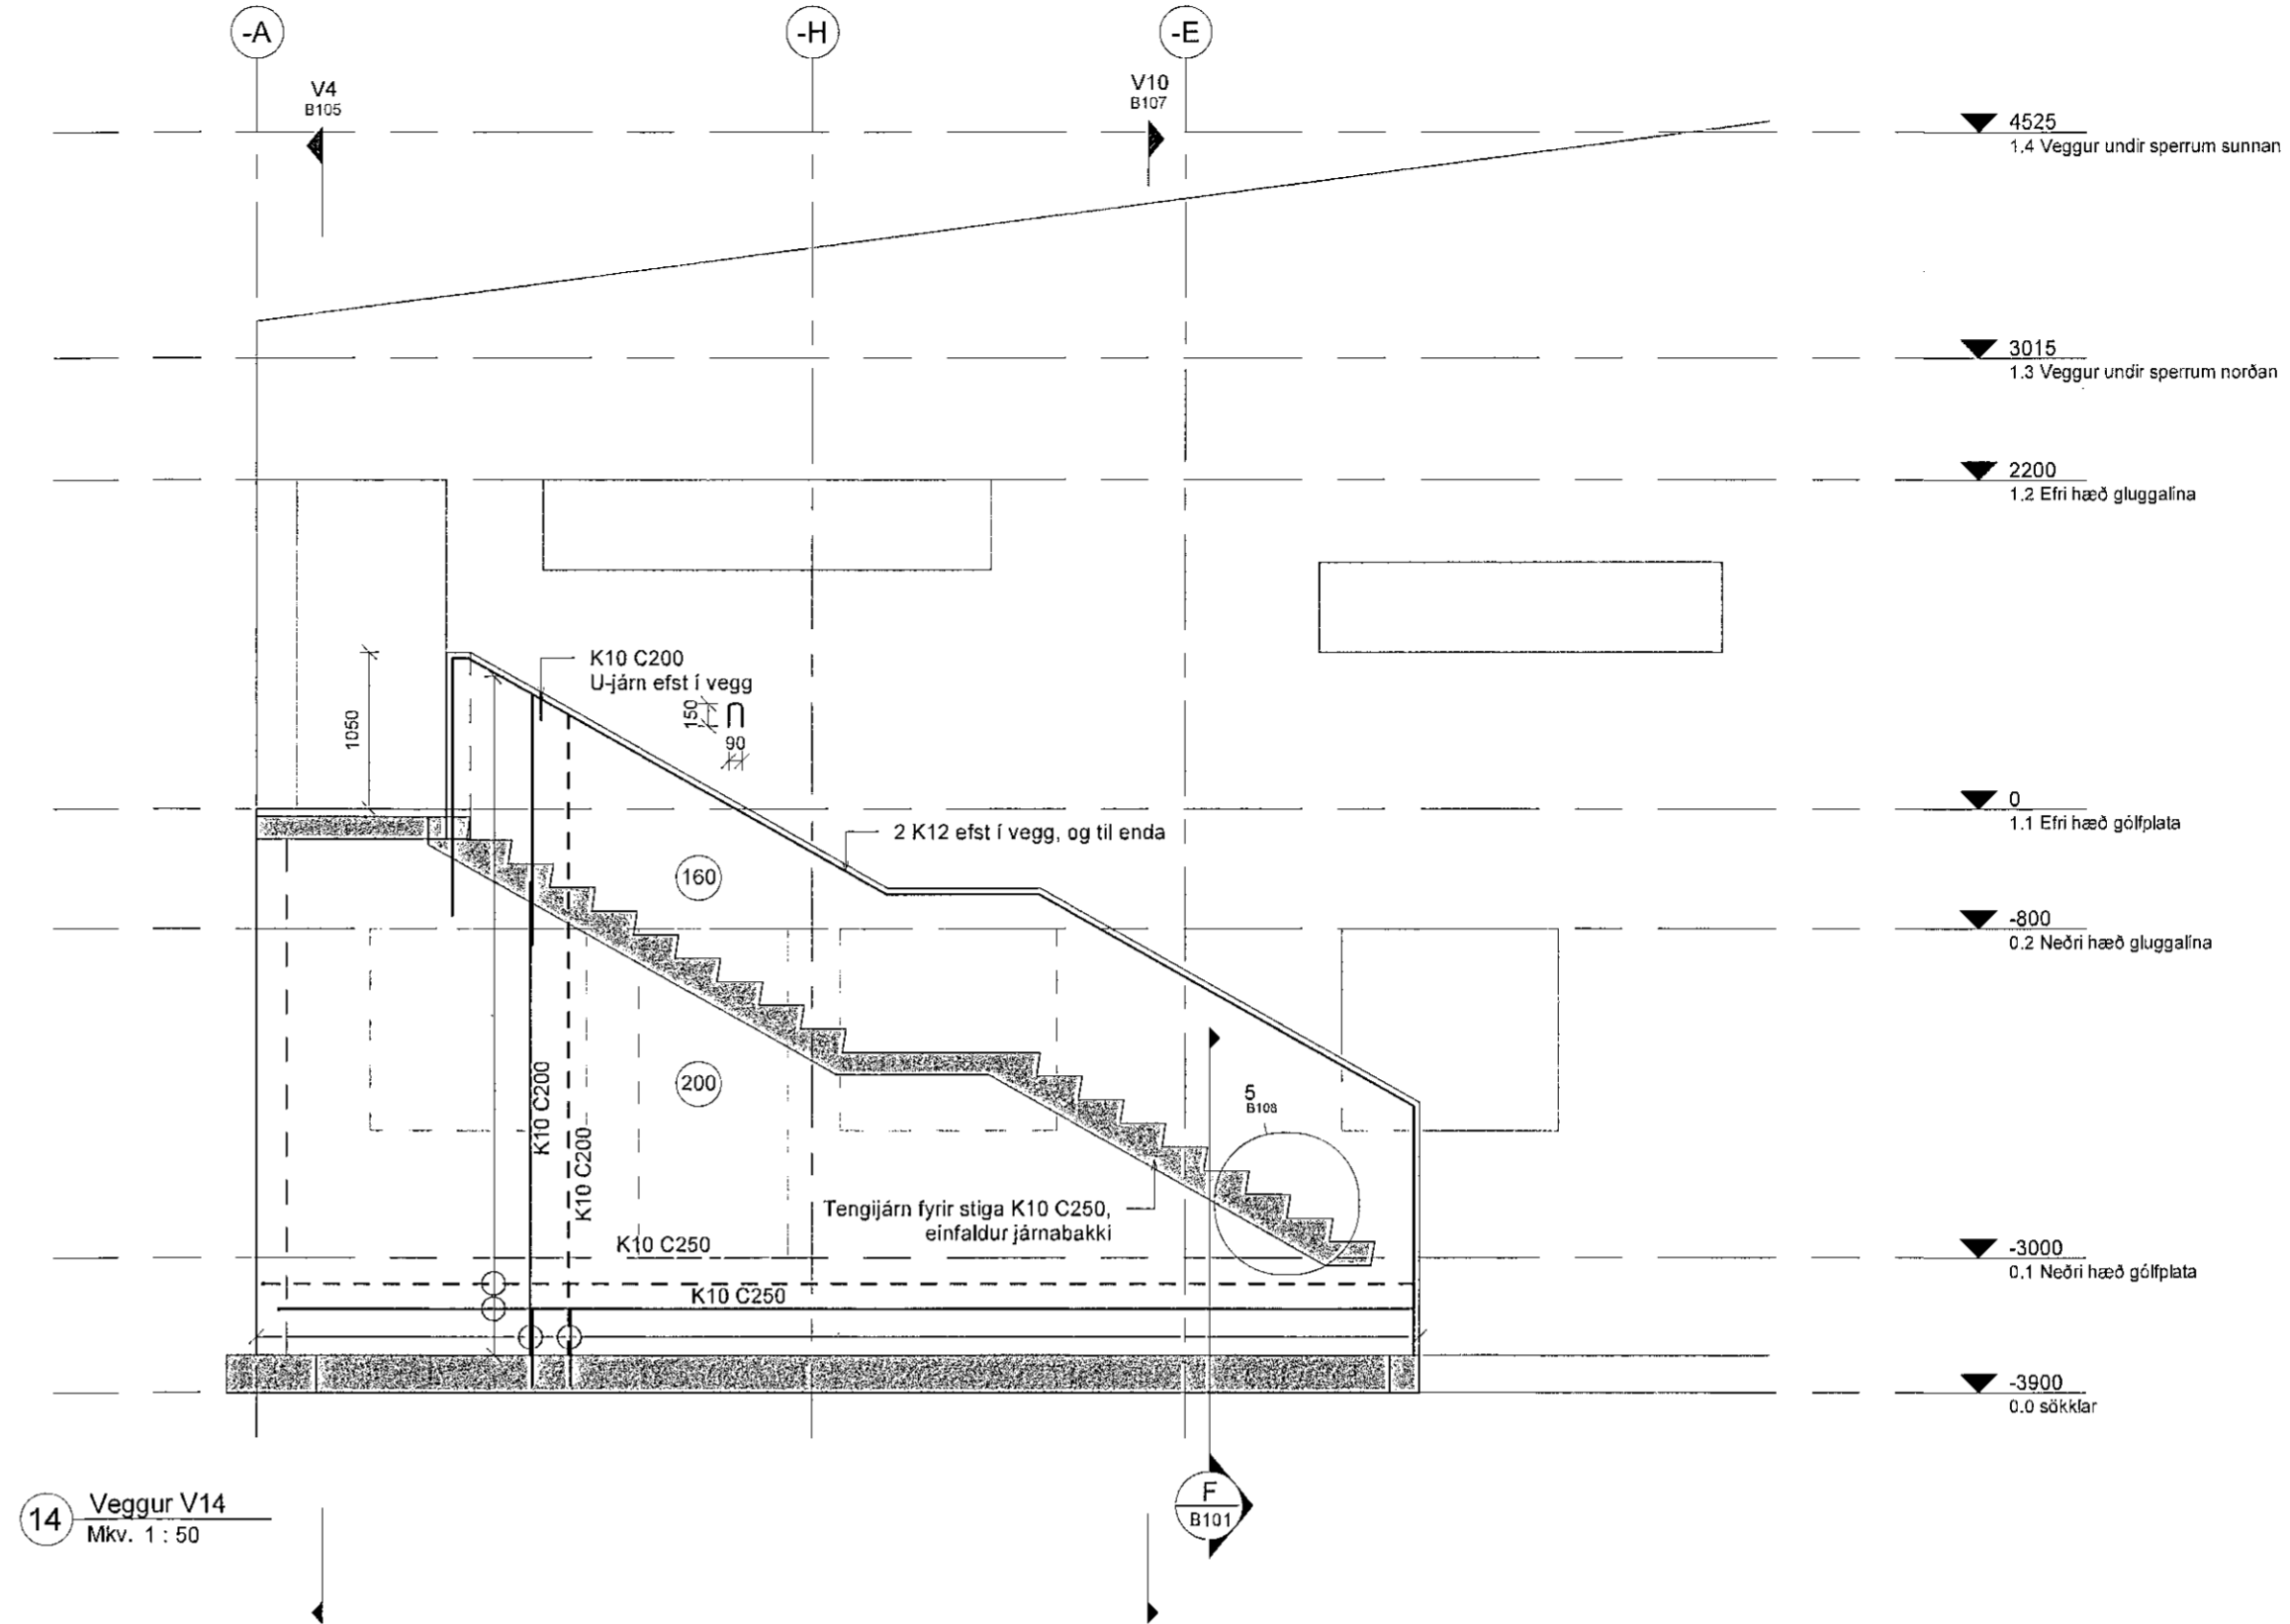 -A
-H
-E
V4
B105
V10
B107
4525
1.4 Veggur undir sperrum sunnan
3015
1.3 Veggur undir sperrum norðan
2200
1.2 Efri hæð gluggalína
K10 C200
U-járn efst í vegg
150
90
1050
0
1.1 Efri hæð gólfplata
2 K12 efst í vegg, og til enda
160
-800
0.2 Neðri hæð gluggalína
200
K10 C200
K10 C200
5
B108
Tengijárn fyrir stiga K10 C250,
einfaldur járnabakki
K10 C250
-3000
0.1 Neðri hæð gólfplata
K10 C250
-3900
0.0 sökklar
F
B101
14
Veggur V14
Mkv. 1 : 50